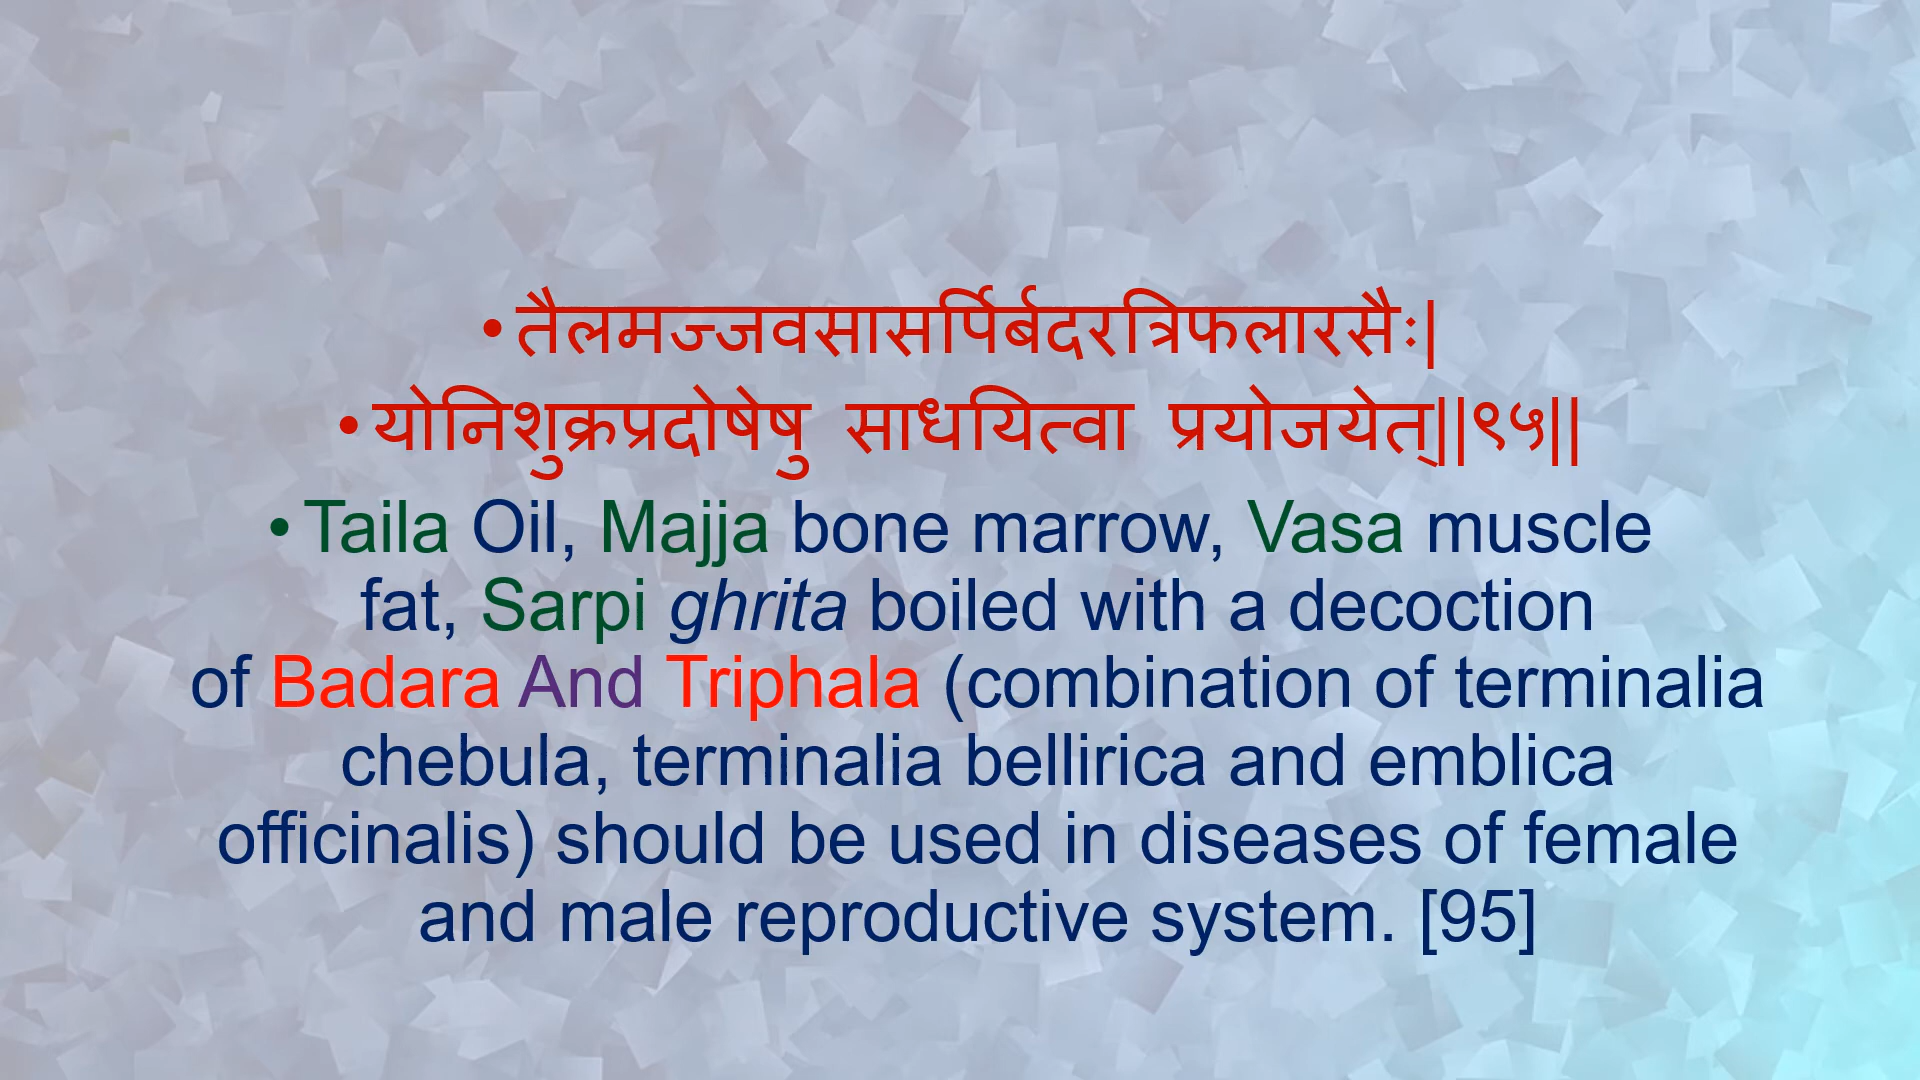 • तैलमज्जवसासर्पिर्बदरत्रिफलारसैः|
• योनिशुक्रप्रदोषेषु साधयित्वा प्रयोजयेत्||९५||
• Taila Oil, Majja bone marrow, Vasa muscle
fat, Sarpi ghrita boiled with a decoction
of Badara And Triphala (combination of terminalia
chebula, terminalia bellirica and emblica
officinalis) should be used in diseases of female
and male reproductive system. [95]